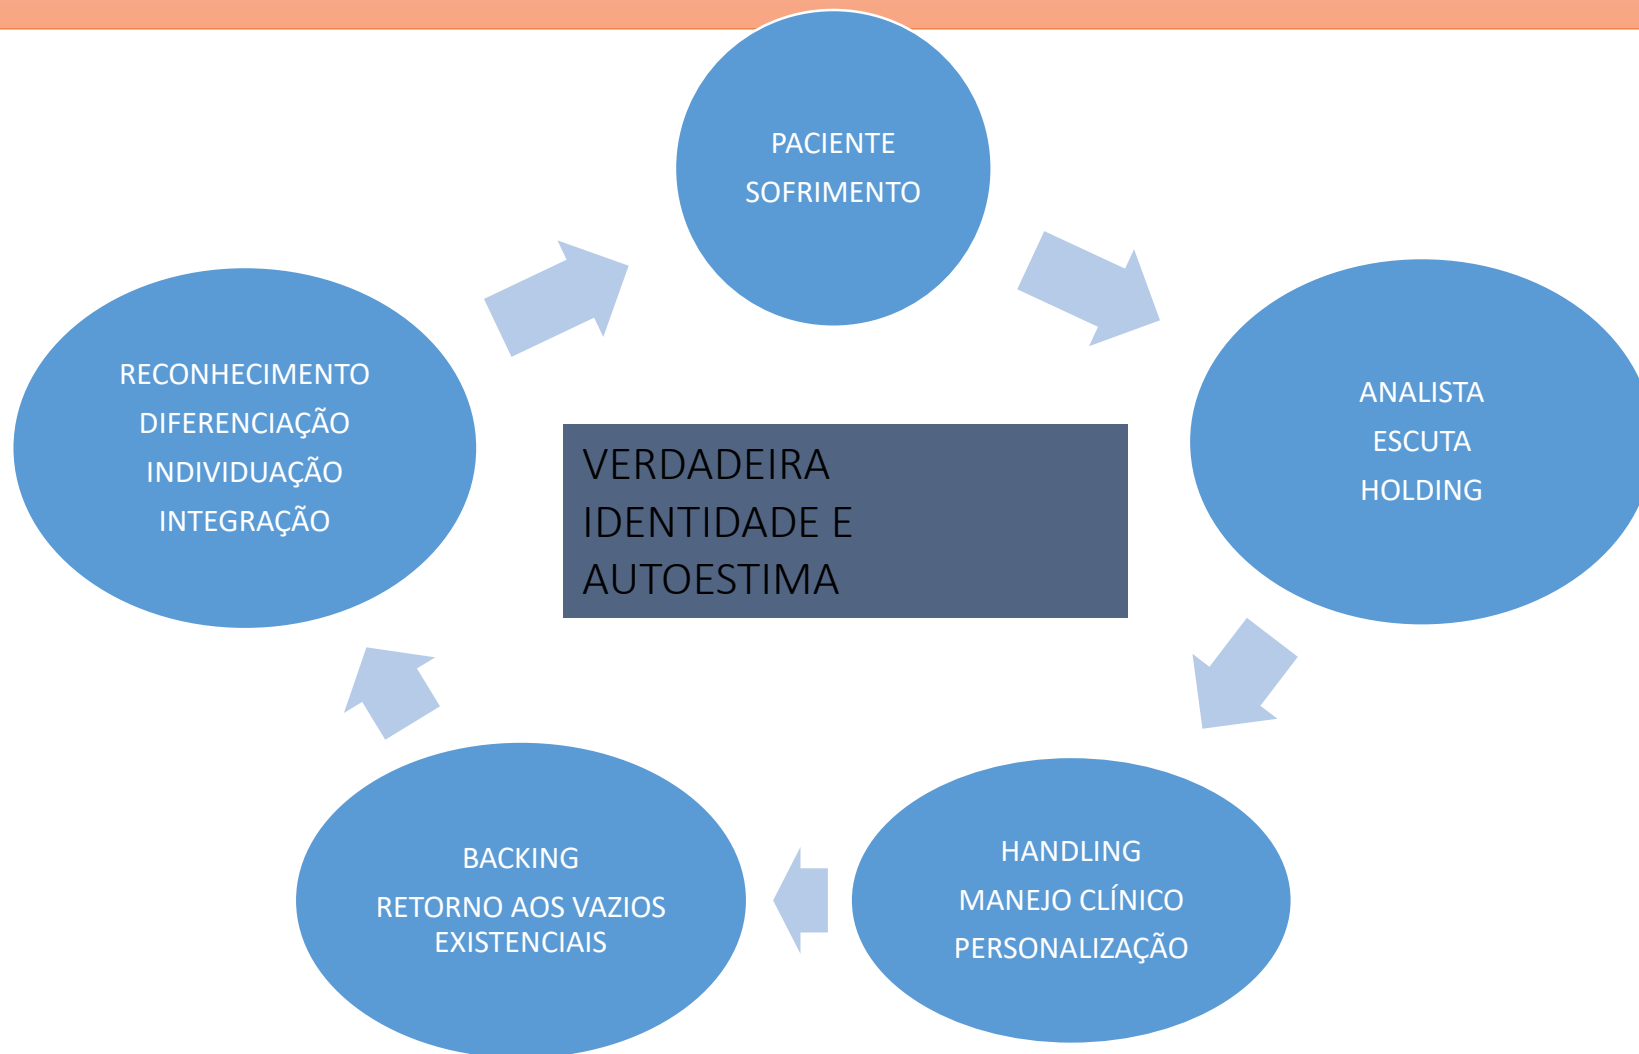 PACIENTE
SOFRIMENTO
ANALISTA
ESCUTA
HOLDING
HANDLING
MANEJO CLÍNICO
PERSONALIZAÇÃO
BACKING
RETORNO AOS VAZIOS
EXISTENCIAIS
RECONHECIMENTO
DIFERENCIAÇÃO
INDIVIDUAÇÃO
INTEGRAÇÃO
VERDADEIRA
IDENTIDADE E
AUTOESTIMA